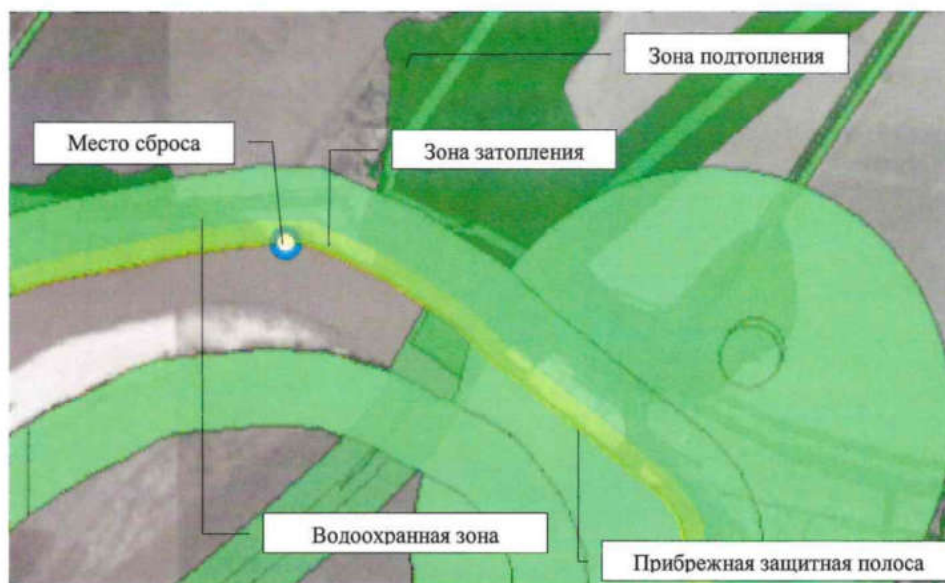 Зона подтопления
Место сброса
Зона затопления
Водоохранная зона
Прибрежная защитная полоса